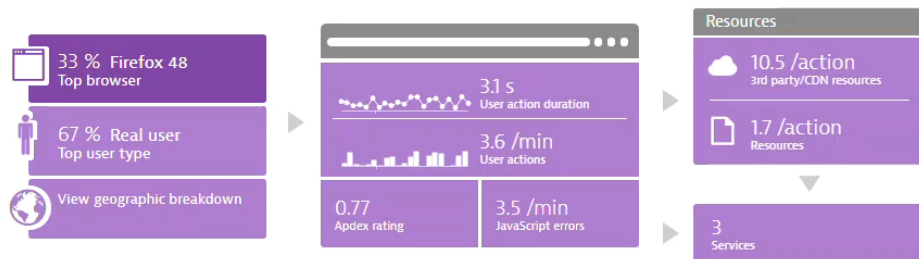 33 % Firefox 48
Top browser
67 % Real user
Top user type
View geographic breakdown
3.1 s
User action duration
3.6 /min
User actions
0.77
Apdex rating
3.5 /min
JavaScript errors
Resources
10.5 /action
3rd party/CDN resources
1.7 /action
Resources
3
Services